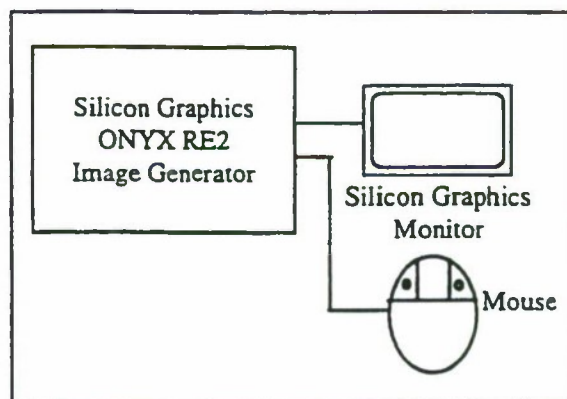 Silicon Graphics
ONYX RE2
Image Generator
Silicon Graphics
Monitor
Mouse